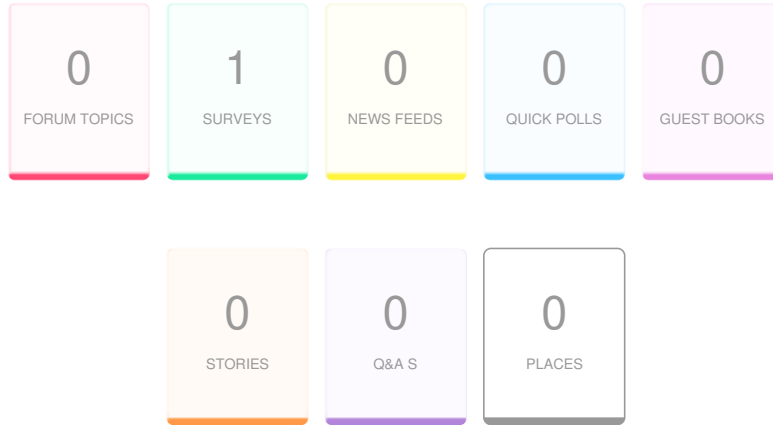 0 1 0 0 0
FORUM TOPICS SURVEYS NEWS FEEDS QUICK POLLS GUEST BOOKS
0 0 0
STORIES Q&A S PLACES